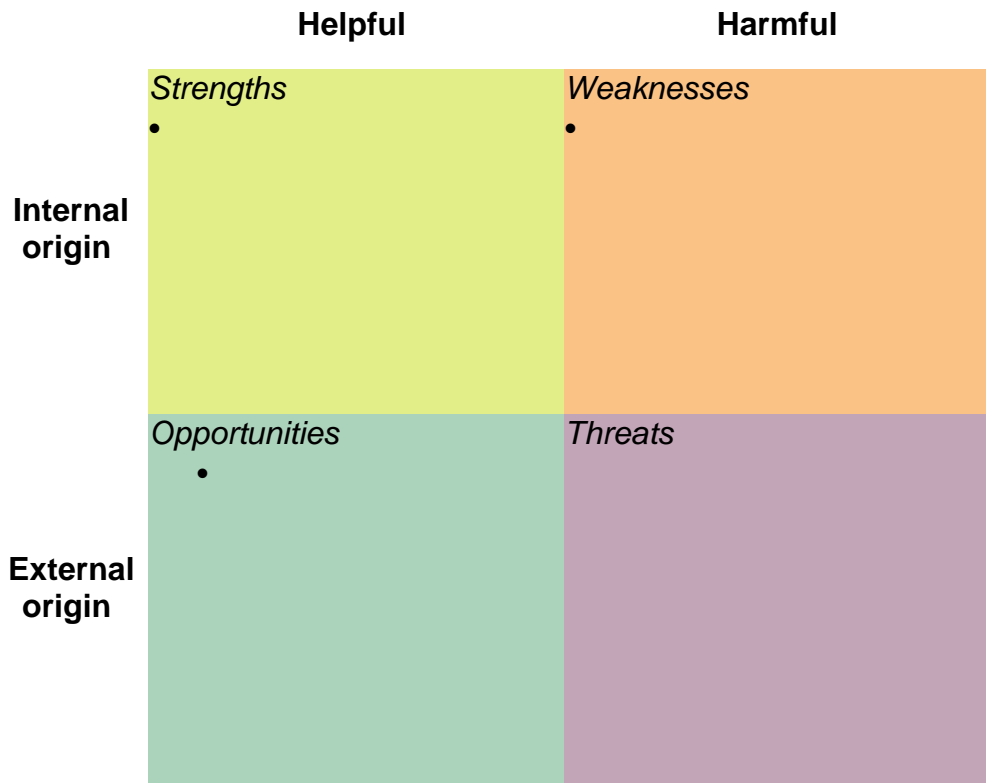 Helpful Harmful
Strengths Weaknesses
• •
Internal
origin
Opportunities Threats
•
External
origin